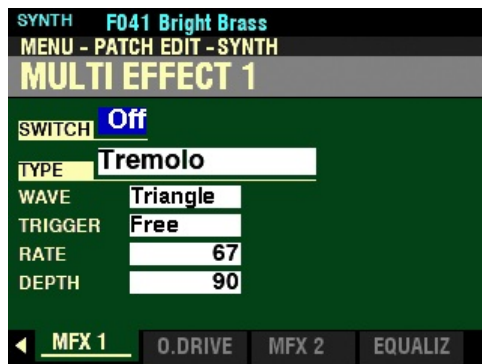 SYNTH F041 Bright Brass
MENU - PATCH EDIT - SYNTH
MULTI EFFECT 1
SWITCH Off
TYPE Tremolo
WAVE Triangle
TRIGGER Free
RATE 67
DEPTH 90
MFX 1 O.DRIVE MFX 2 EQUALIZ